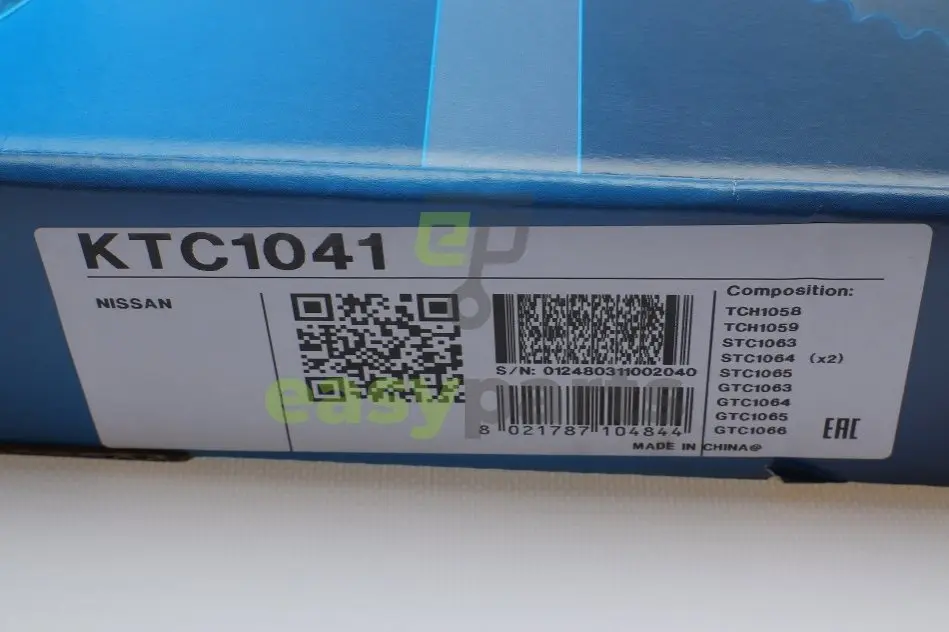 KTC1041
NISSAN
S/N: 012480311002040
8 021787 104844
Composition:
TCH1058
TCH1059
STC1063
STC1064 (x2)
STC1065
GTC1063
GTC1064
GTC1065
GTC1066
EAC
MADE IN CHINA@
ep
easyparts